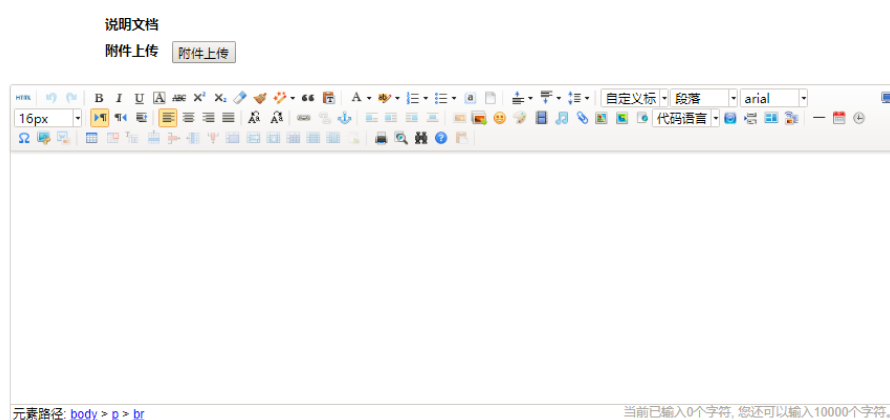 说明文档
附件上传 附件上传
HTML B I U A ABC X² X₂ A 自定义标 段落 arial
16px 代码语言
元素路径: body > p > br 当前已输入0个字符, 您还可以输入10000个字符。